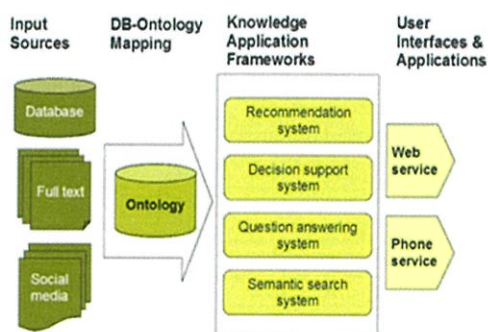 Input
Sources
DB-Ontology
Mapping
Knowledge
Application
Frameworks
User
Interfaces &
Applications
Database
Full text
Social
media
Ontology
Recommendation
system
Decision support
system
Question answering
system
Semantic search
system
Web
service
Phone
service